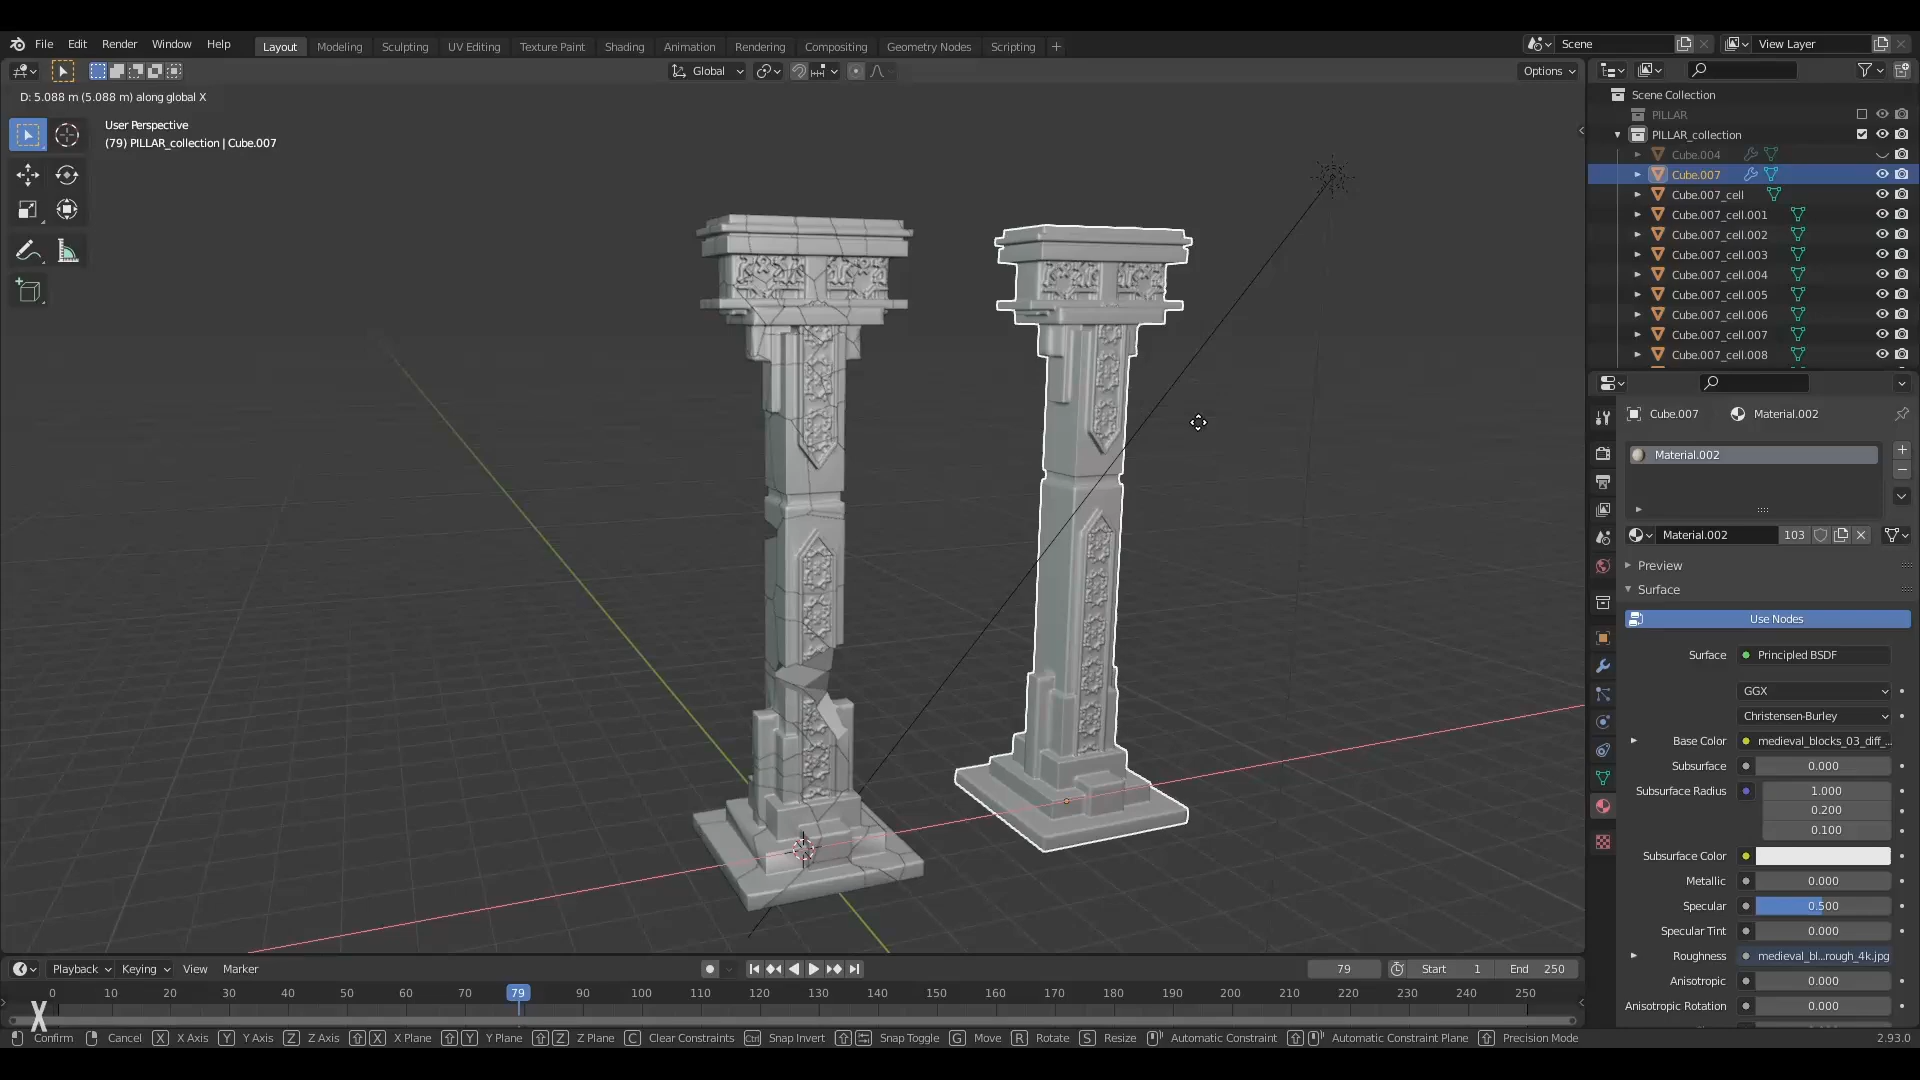 File Edit Render Window Help Layout Modeling Sculpting UV Editing Texture Paint Shading Animation Rendering Compositing Geometry Nodes Scripting Scene View Layer
Global Options
D: 5.088 m (5.088 m) along global X
User Perspective
(79) PILLAR_collection | Cube.007
Scene Collection
PILLAR
PILLAR_collection
Cube.004
Cube.007
Cube.007_cell
Cube.007_cell.001
Cube.007_cell.002
Cube.007_cell.003
Cube.007_cell.004
Cube.007_cell.005
Cube.007_cell.006
Cube.007_cell.007
Cube.007_cell.008
Cube.007 Material.002
Material.002
Material.002 103
Preview
Surface
Use Nodes
Surface Principled BSDF
GGX
Christensen-Burley
Base Color medieval_blocks_03_diff_...
Subsurface 0.000
Subsurface Radius 1.000
0.200
0.100
Subsurface Color
Metallic 0.000
Specular 0.500
Specular Tint 0.000
Roughness medieval_bl...rough_4k.jpg
Anisotropic 0.000
Anisotropic Rotation 0.000
Playback Keying View Marker 79 Start 1 End 250
0 10 20 30 40 50 60 70 79 90 100 110 120 130 140 150 160 170 180 190 200 210 220 230 240 250
X
Confirm Cancel X X Axis Y Y Axis Z Z Axis X X Plane Y Y Plane Z Z Plane C Clear Constraints Ctrl Snap Invert Snap Toggle G Move R Rotate S Resize Automatic Constraint Automatic Constraint Plane Precision Mode 2.93.0